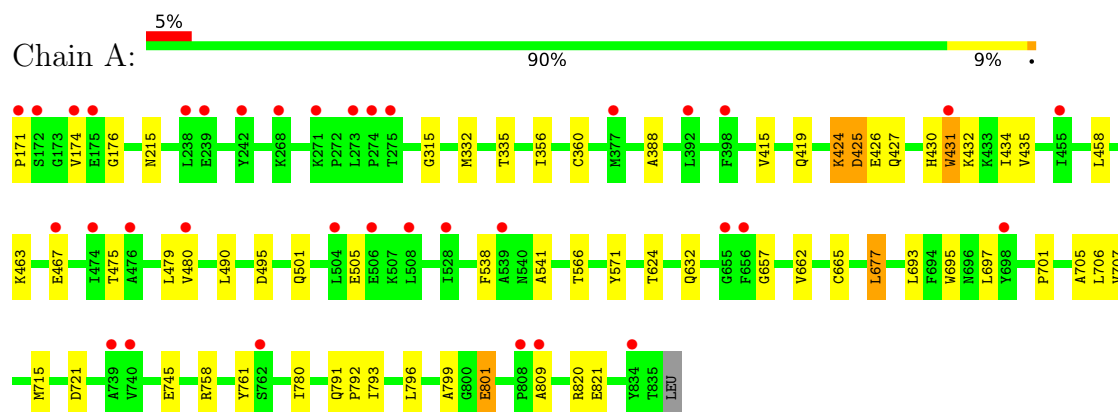 5%
Chain A:
90% 9% •
P171 S172 G173 V174 E175 G176 N215 L238 E239 Y242 K268 K271 P272 L273 P274 T275 G315 M332 T335 I356 C360 M377 A388 L392 F398 V415 Q419 K424 D425 E426 Q427 H430 W431 K432 K433 I434 V435 I455 L458
K463 E467 I474 T475 A476 L479 V480 L490 D495 Q501 L504 E505 E506 K507 L508 I528 F538 A539 N540 A541 T566 Y571 T624 Q632 G655 F656 G657 V662 C665 L677 L693 F694 W695 N696 L697 Y698 P701 A705 L706
M715 D721 A739 V740 E745 R758 Y761 S762 I780 Q791 P792 I793 L796 A799 G800 E801 P808 A809 R820 E821 Y834 T835 LEU